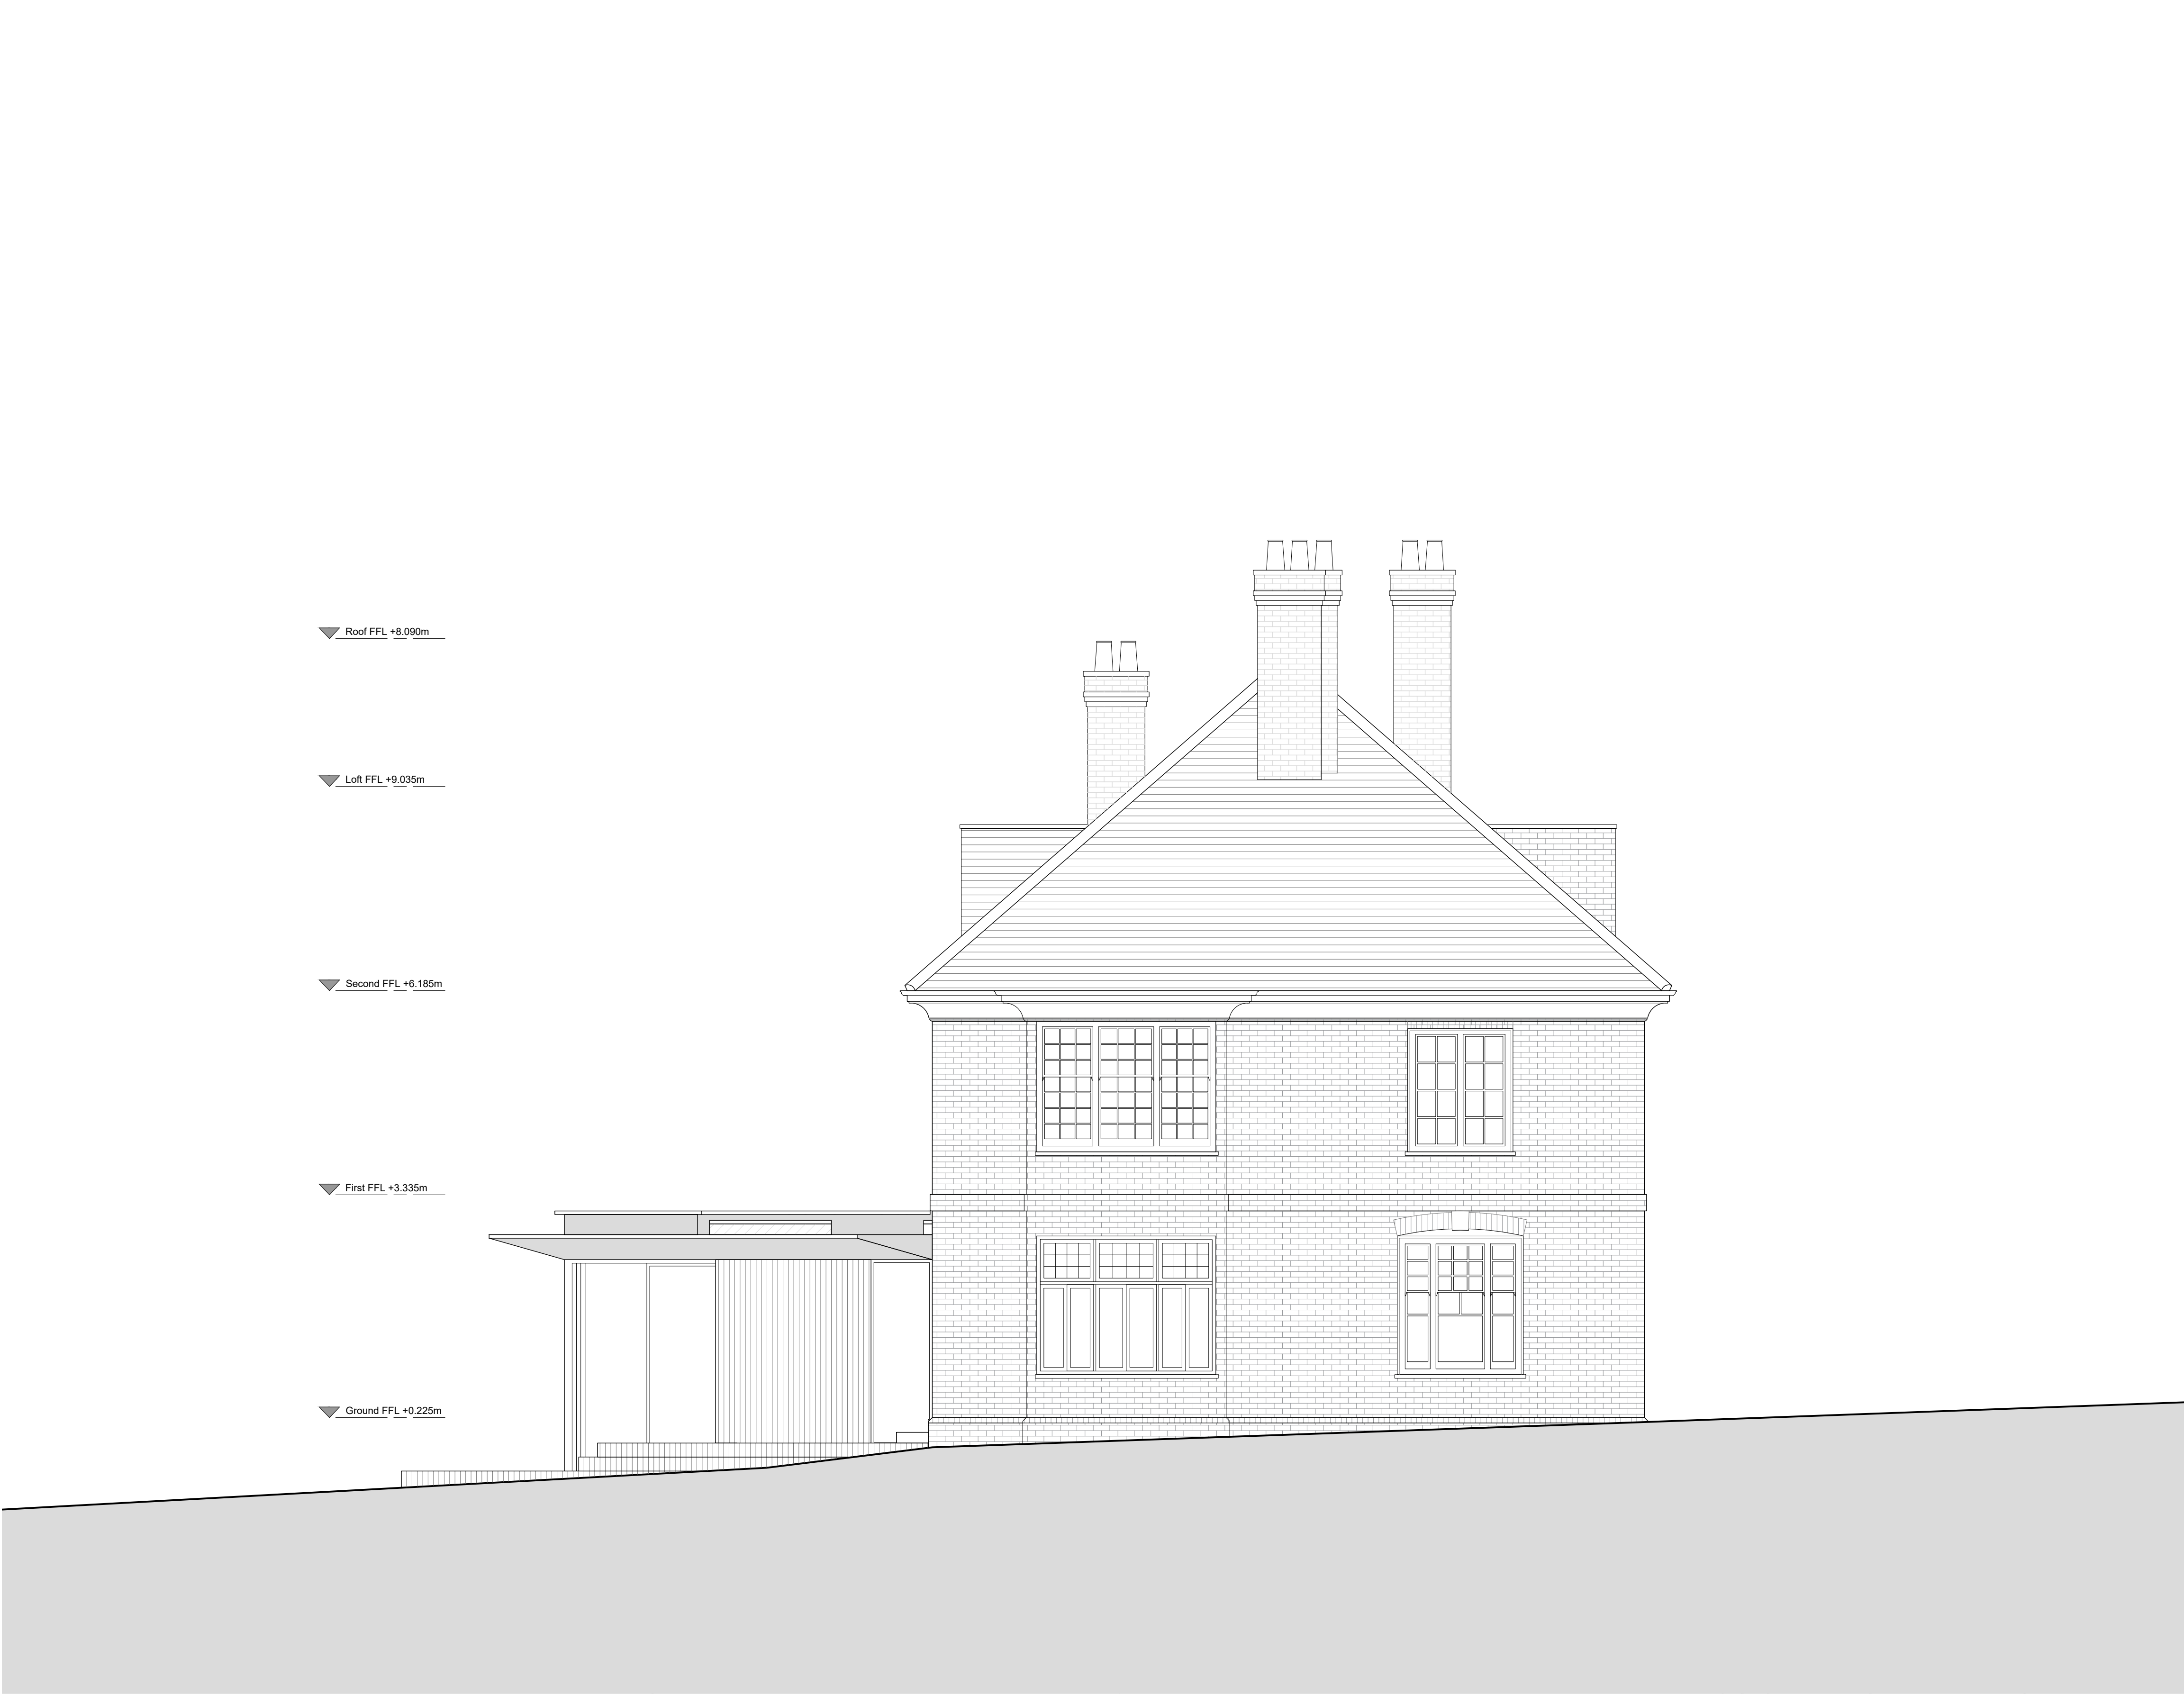 Roof FFL +8.090m
Loft FFL +9.035m
Second FFL +6.185m
First FFL +3.335m
Ground FFL +0.225m